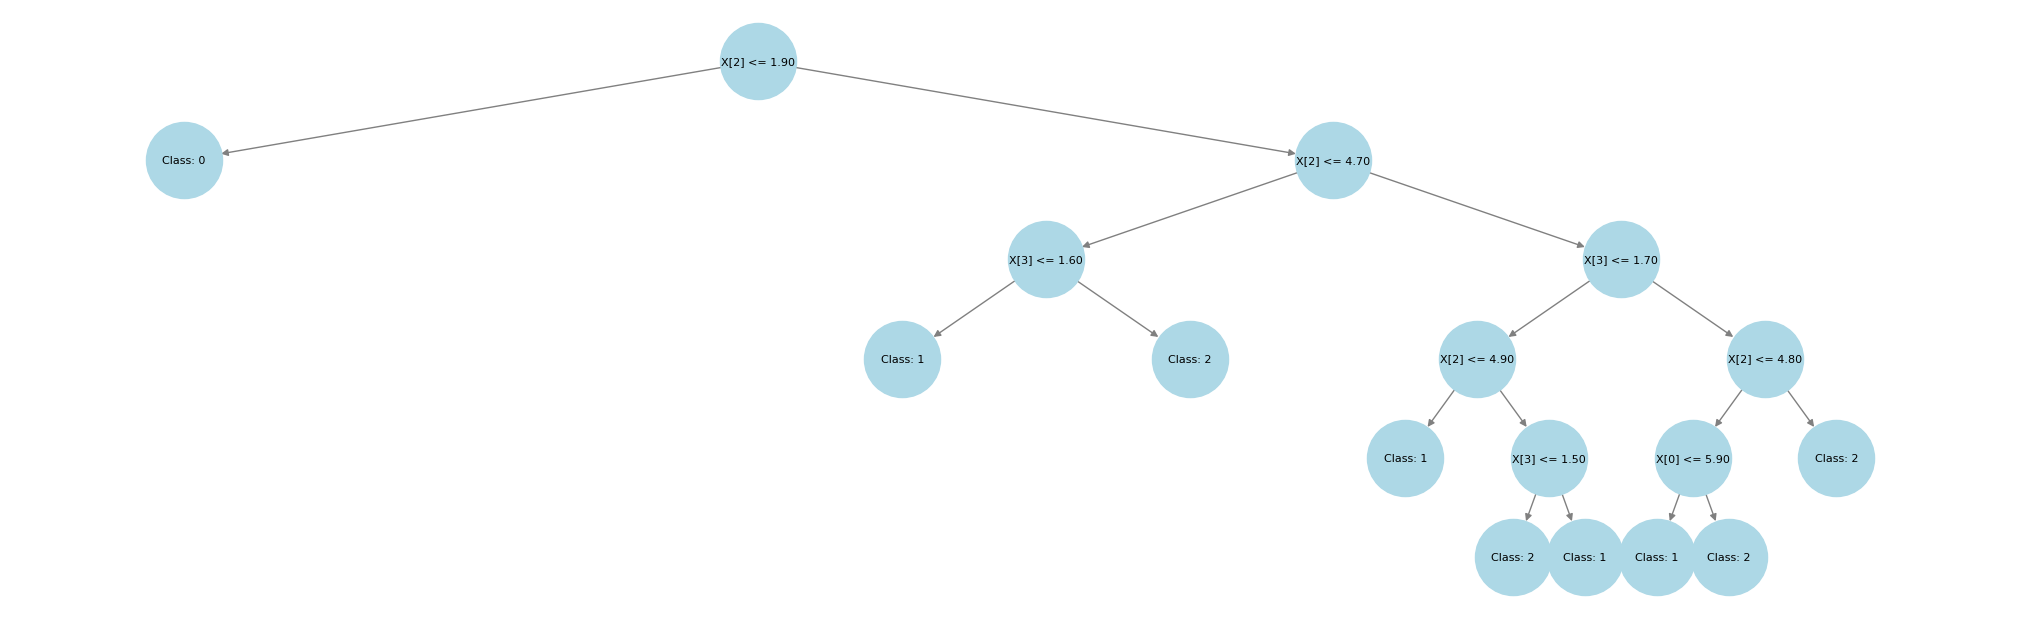 X[2] <= 1.90
Class: 0
X[2] <= 4.70
X[3] <= 1.60
X[3] <= 1.70
Class: 1
Class: 2
X[2] <= 4.90
X[2] <= 4.80
Class: 1
X[3] <= 1.50
X[0] <= 5.90
Class: 2
Class: 2
Class: 1
Class: 1
Class: 2